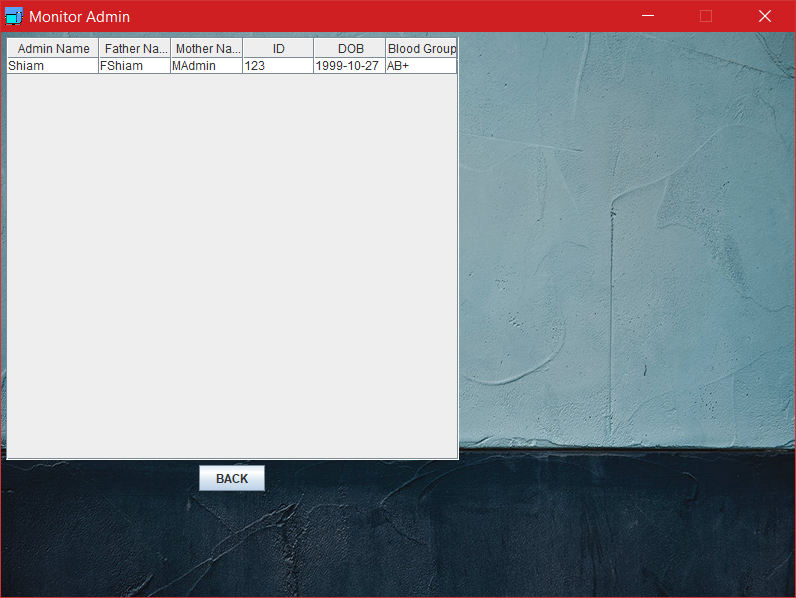 Monitor Admin
Admin Name Father Na... Mother Na... ID DOB Blood Group
Shiam FShiam MAdmin 123 1999-10-27 AB+
BACK